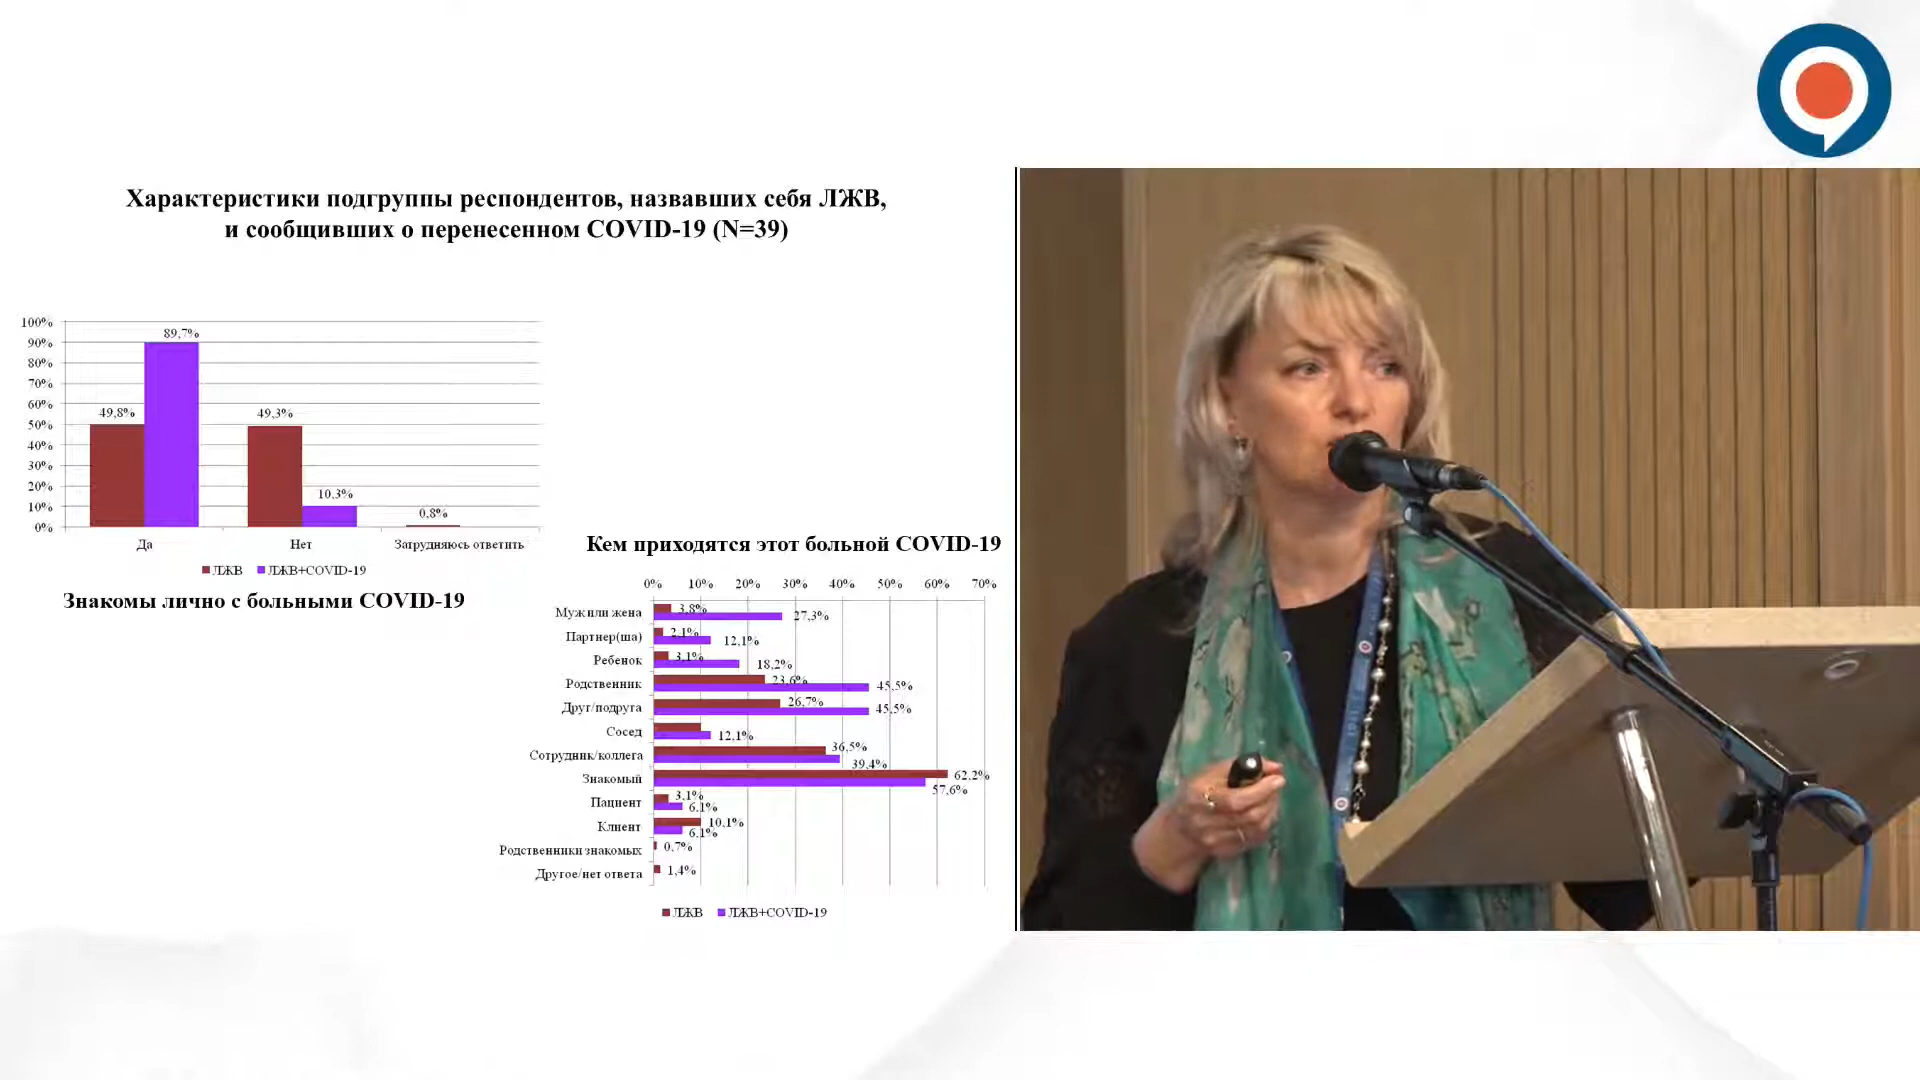 Характеристики подгруппы респондентов, назвавших себя ЛЖВ,
и сообщивших о перенесенном COVID-19 (N=39)
100%
90%
80%
70%
60%
50%
40%
30%
20%
10%
0%
49,8%
89,7%
49,3%
10,3%
0,8%
Да
Нет
Затрудняюсь ответить
ЛЖВ
ЛЖВ+COVID-19
Знакомы лично с больными COVID-19
Кем приходятся этот больной COVID-19
0% 10% 20% 30% 40% 50% 60% 70%
Муж или жена 3,8% 27,3%
Партнер(ша) 2,1% 12,1%
Ребенок 3,1% 18,2%
Родственник 23,6% 45,5%
Друг/подруга 26,7% 45,5%
Сосед 12,1%
Сотрудник/коллега 36,5% 39,4%
Знакомый 62,2% 57,6%
Пациент 3,1% 6,1%
Клиент 10,1% 6,1%
Родственники знакомых 0,7%
Другое/нет ответа 1,4%
ЛЖВ ЛЖВ+COVID-19